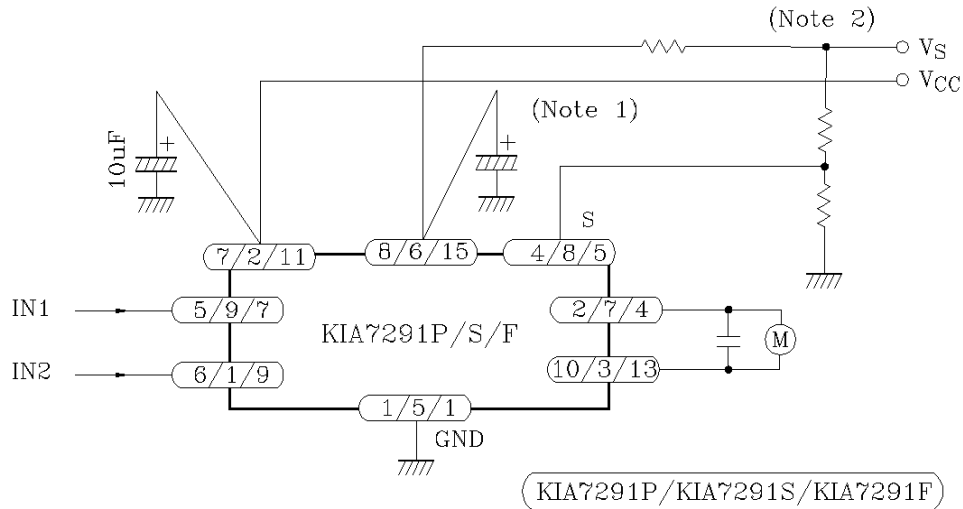 (Note 2)
VS
VCC
(Note 1)
10uF
+
+
S
7/2/11
8/6/15
4/8/5
IN1
5/9/7
2/7/4
KIA7291P/S/F
M
IN2
6/1/9
10/3/13
1/5/1
GND
KIA7291P/KIA7291S/KIA7291F